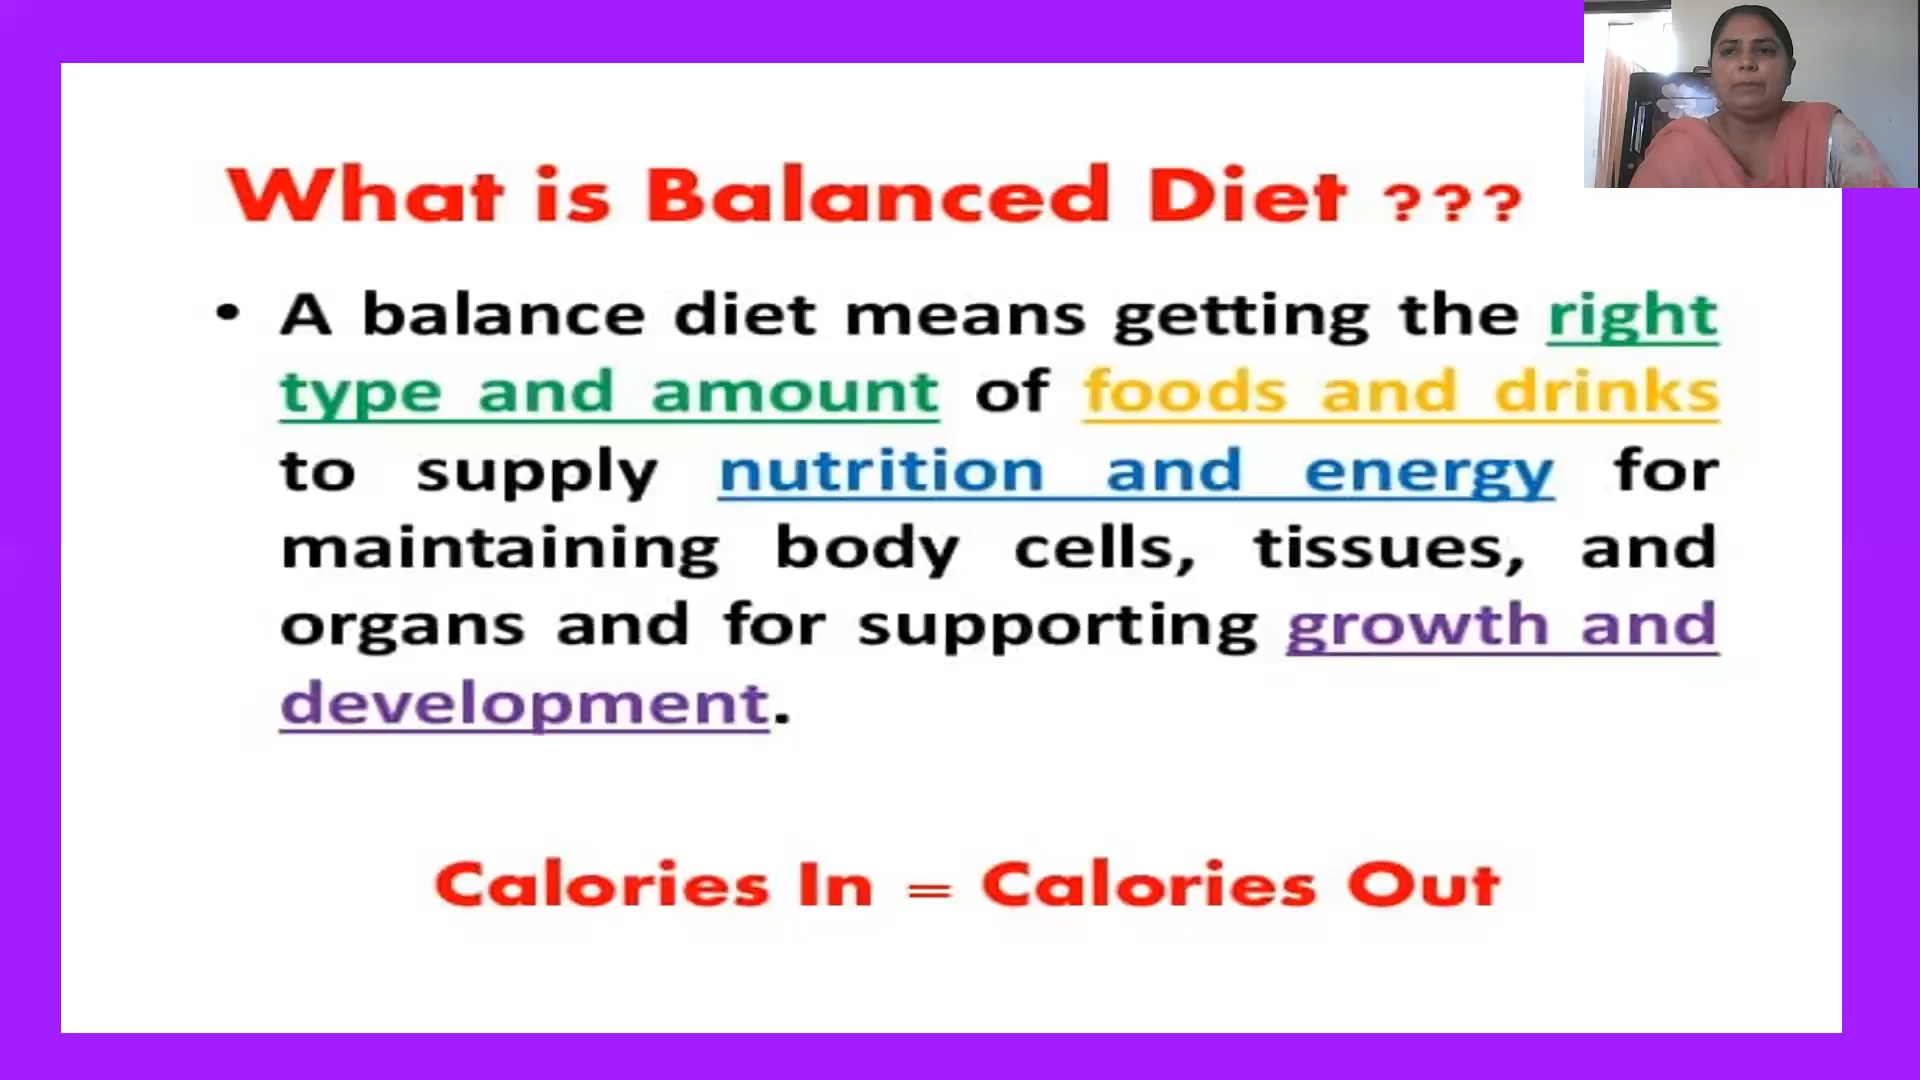 What is Balanced Diet ???
• A balance diet means getting the right
type and amount of foods and drinks
to supply nutrition and energy for
maintaining body cells, tissues, and
organs and for supporting growth and
development.
Calories In = Calories Out